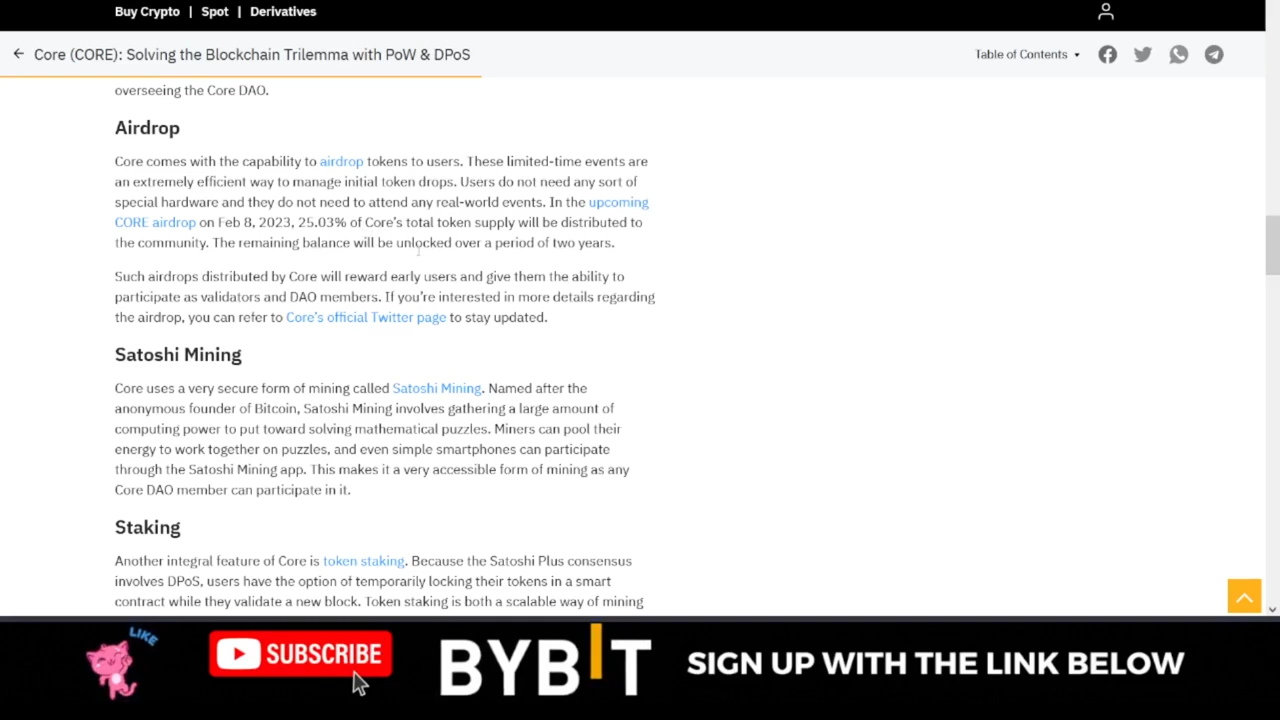 Buy Crypto | Spot | Derivatives
Core (CORE): Solving the Blockchain Trilemma with PoW & DPoS
Table of Contents
overseeing the Core DAO.
Airdrop
Core comes with the capability to airdrop tokens to users. These limited-time events are
an extremely efficient way to manage initial token drops. Users do not need any sort of
special hardware and they do not need to attend any real-world events. In the upcoming
CORE airdrop on Feb 8, 2023, 25.03% of Core’s total token supply will be distributed to
the community. The remaining balance will be unlocked over a period of two years.
Such airdrops distributed by Core will reward early users and give them the ability to
participate as validators and DAO members. If you’re interested in more details regarding
the airdrop, you can refer to Core’s official Twitter page to stay updated.
Satoshi Mining
Core uses a very secure form of mining called Satoshi Mining. Named after the
anonymous founder of Bitcoin, Satoshi Mining involves gathering a large amount of
computing power to put toward solving mathematical puzzles. Miners can pool their
energy to work together on puzzles, and even simple smartphones can participate
through the Satoshi Mining app. This makes it a very accessible form of mining as any
Core DAO member can participate in it.
Staking
Another integral feature of Core is token staking. Because the Satoshi Plus consensus
involves DPoS, users have the option of temporarily locking their tokens in a smart
contract while they validate a new block. Token staking is both a scalable way of mining
LIKE
SUBSCRIBE
BYBIT
SIGN UP WITH THE LINK BELOW